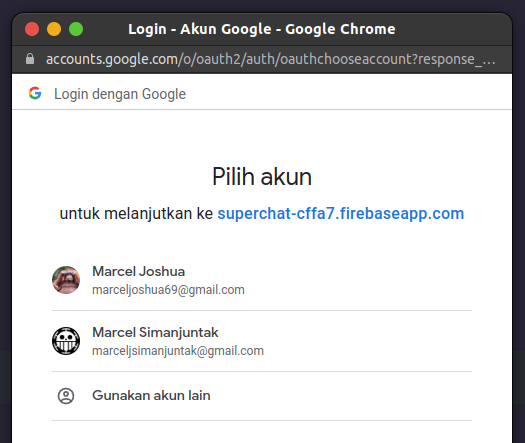 Login - Akun Google - Google Chrome
accounts.google.com/o/oauth2/auth/oauthchooseaccount?response_...
Login dengan Google
Pilih akun
untuk melanjutkan ke superchat-cffa7.firebaseapp.com
Marcel Joshua
marceljoshua69@gmail.com
Marcel Simanjuntak
marceljsimanjuntak@gmail.com
Gunakan akun lain